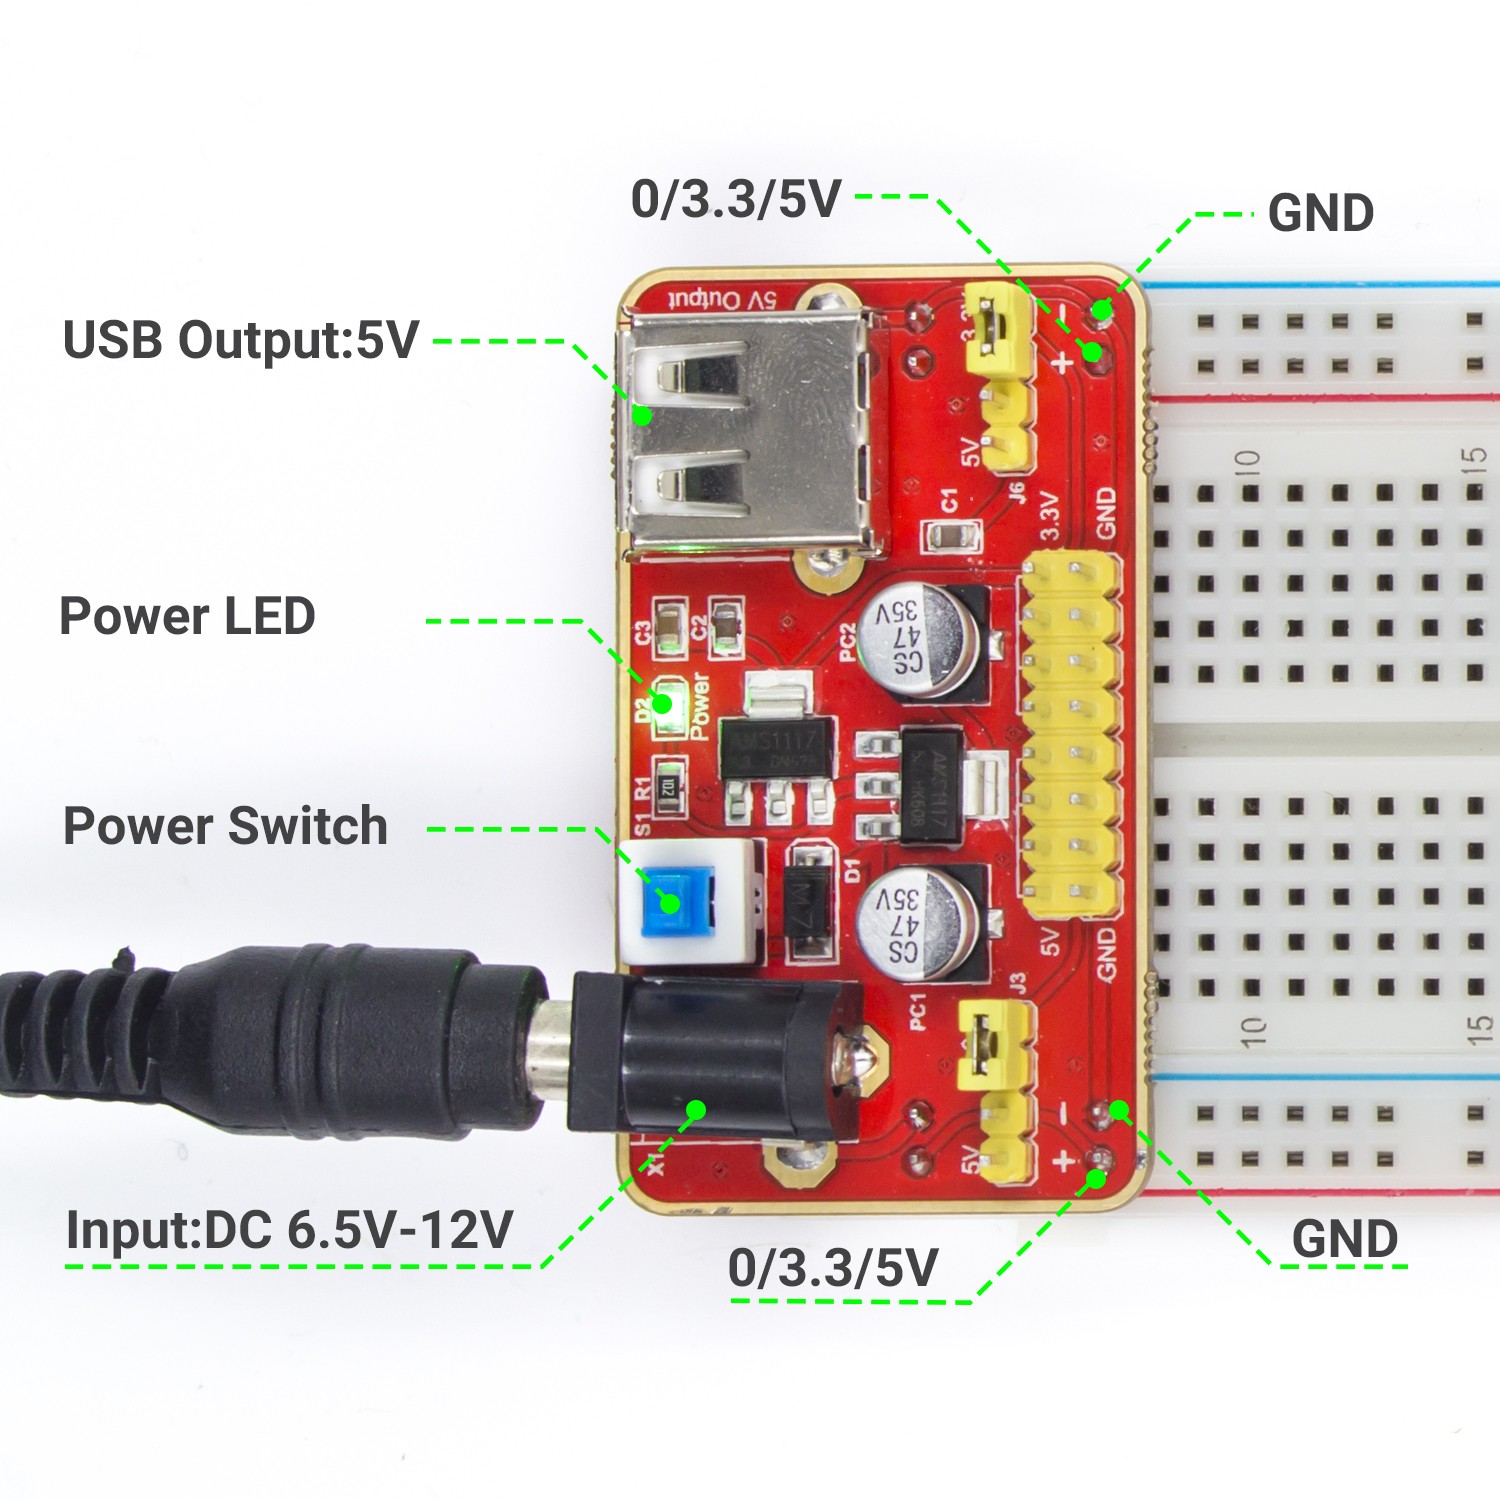 0/3.3/5V
GND
USB Output:5V
5V Output
5V
J6
C1
3.3V
GND
Power LED
C3
C2
PC2
35V
47
CS
D2
Power
AMS1117
R1
102
S1
Power Switch
D1
M7
35V
47
CS
PC1
5V
GND
J3
10
15
10
15
5V
X1
Input:DC 6.5V-12V
0/3.3/5V
GND